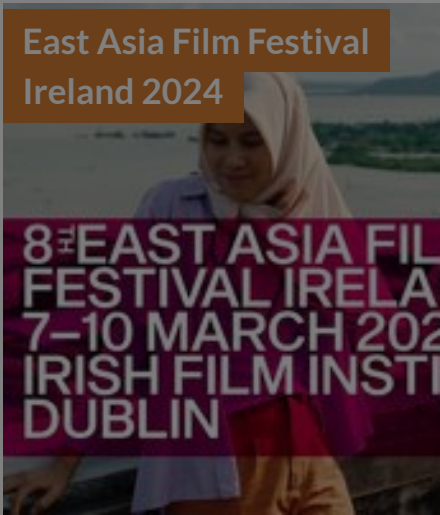 East Asia Film Festival
Ireland 2024
8TH EAST ASIA FIL
FESTIVAL IRELA
7–10 MARCH 202
IRISH FILM INSTI
DUBLIN